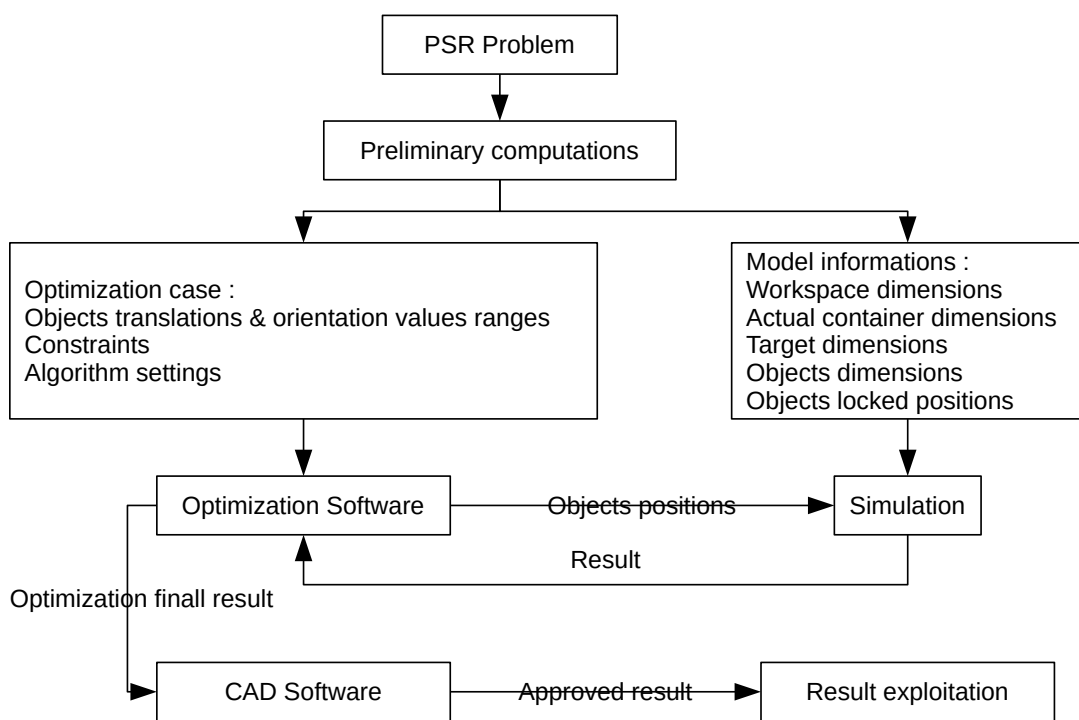 PSR Problem
Preliminary computations
Optimization case :
Objects translations & orientation values ranges
Constraints
Algorithm settings
Model informations :
Workspace dimensions
Actual container dimensions
Target dimensions
Objects dimensions
Objects locked positions
Optimization Software
Objects positions
Simulation
Result
Optimization finall result
CAD Software
Approved result
Result exploitation